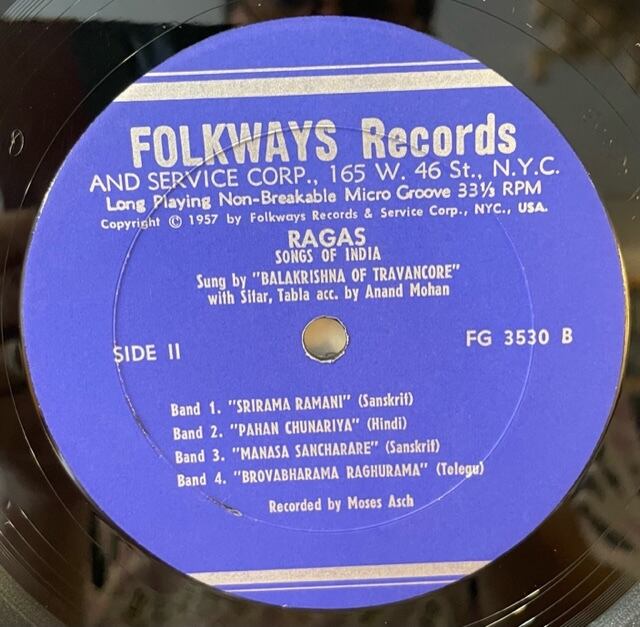 FOLKWAYS Records
AND SERVICE CORP., 165 W. 46 St., N.Y.C.
Long Playing Non-Breakable Micro Groove 33⅓ RPM
Copyright © 1957 by Folkways Records & Service Corp., NYC., USA.
RAGAS
SONGS OF INDIA
Sung by "BALAKRISHNA OF TRAVANCORE"
with Sitar, Tabla acc. by Anand Mohan
SIDE II
FG 3530 B
Band 1. "SRIRAMA RAMANI" (Sanskrit)
Band 2. "PAHAN CHUNARIYA" (Hindi)
Band 3. "MANASA SANCHARARE" (Sanskrit)
Band 4. "BROVABHARAMA RAGHURAMA" (Telegu)
Recorded by Moses Asch